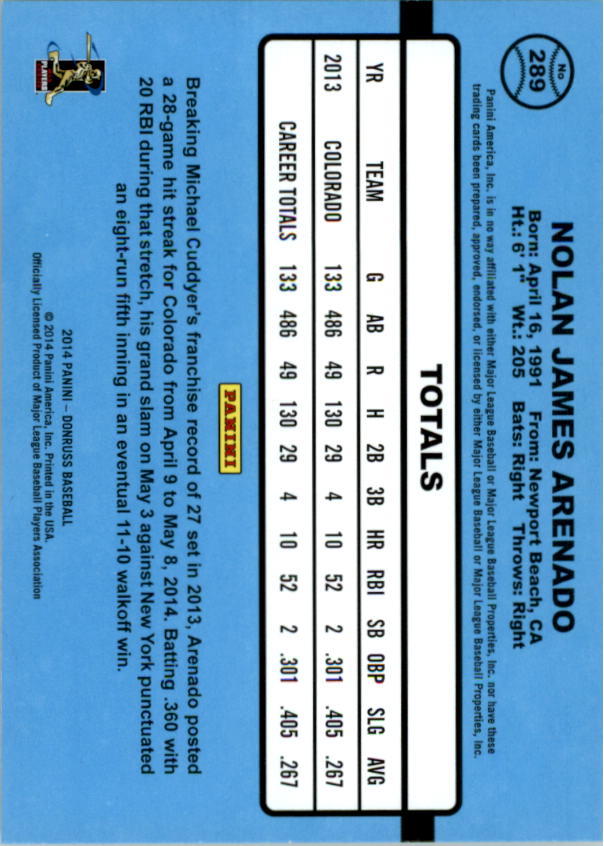 No
289
NOLAN JAMES ARENADO
Born: April 16, 1991 From: Newport Beach, CA
Ht.: 6' 1" Wt.: 205 Bats: Right Throws: Right
Panini America, Inc. is in no way affiliated with either Major League Baseball or Major League Baseball Properties, Inc. nor have these
trading cards been prepared, approved, endorsed, or licensed by either Major League Baseball or Major League Baseball Properties, Inc.
TOTALS
YR TEAM G AB R H 2B 3B HR RBI SB OBP SLG AVG
2013 COLORADO 133 486 49 130 29 4 10 52 2 .301 .405 .267
CAREER TOTALS 133 486 49 130 29 4 10 52 2 .301 .405 .267
PANINI
Breaking Michael Cuddyer's franchise record of 27 set in 2013, Arenado posted
a 28-game hit streak for Colorado from April 9 to May 8, 2014. Batting .360 with
20 RBI during that stretch, his grand slam on May 3 against New York punctuated
an eight-run fifth inning in an eventual 11-10 walkoff win.
PLAYERS
2014 PANINI – DONRUSS BASEBALL
© 2014 Panini America, Inc. Printed in the USA.
Officially Licensed Product of Major League Baseball Players Association